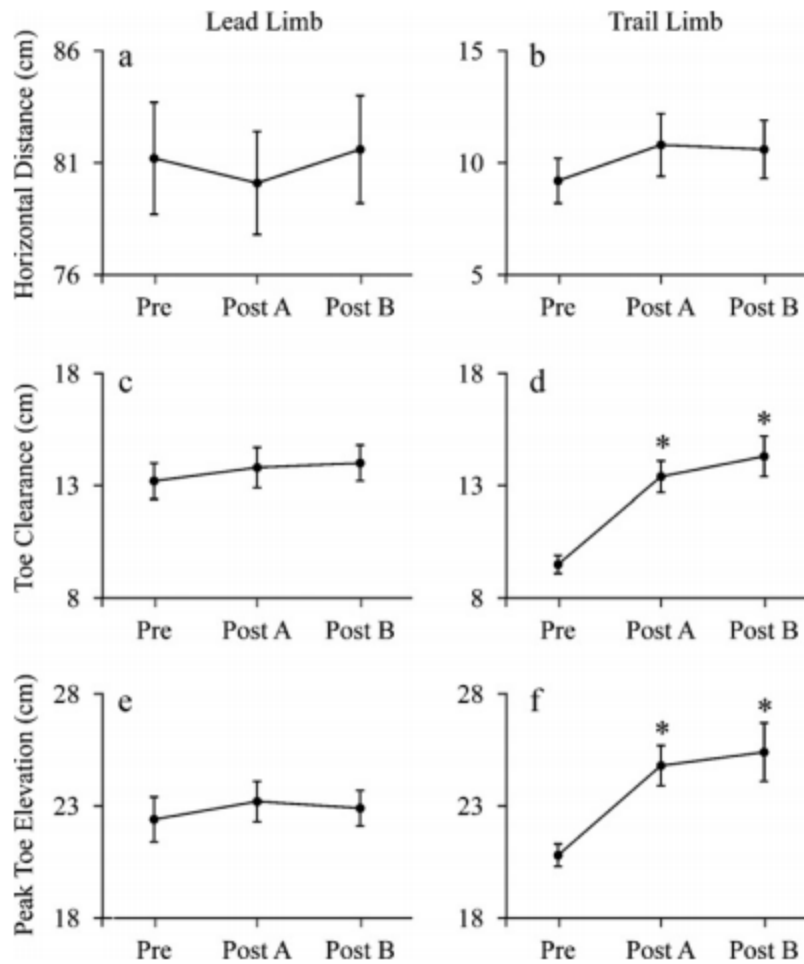 Lead Limb
Trail Limb
Horizontal Distance (cm)
86
81
76
a
Pre Post A Post B
15
10
5
b
Pre Post A Post B
Toe Clearance (cm)
18
13
8
c
Pre Post A Post B
18
13
8
d
*
*
Pre Post A Post B
Peak Toe Elevation (cm)
28
23
18
e
Pre Post A Post B
28
23
18
f
*
*
Pre Post A Post B